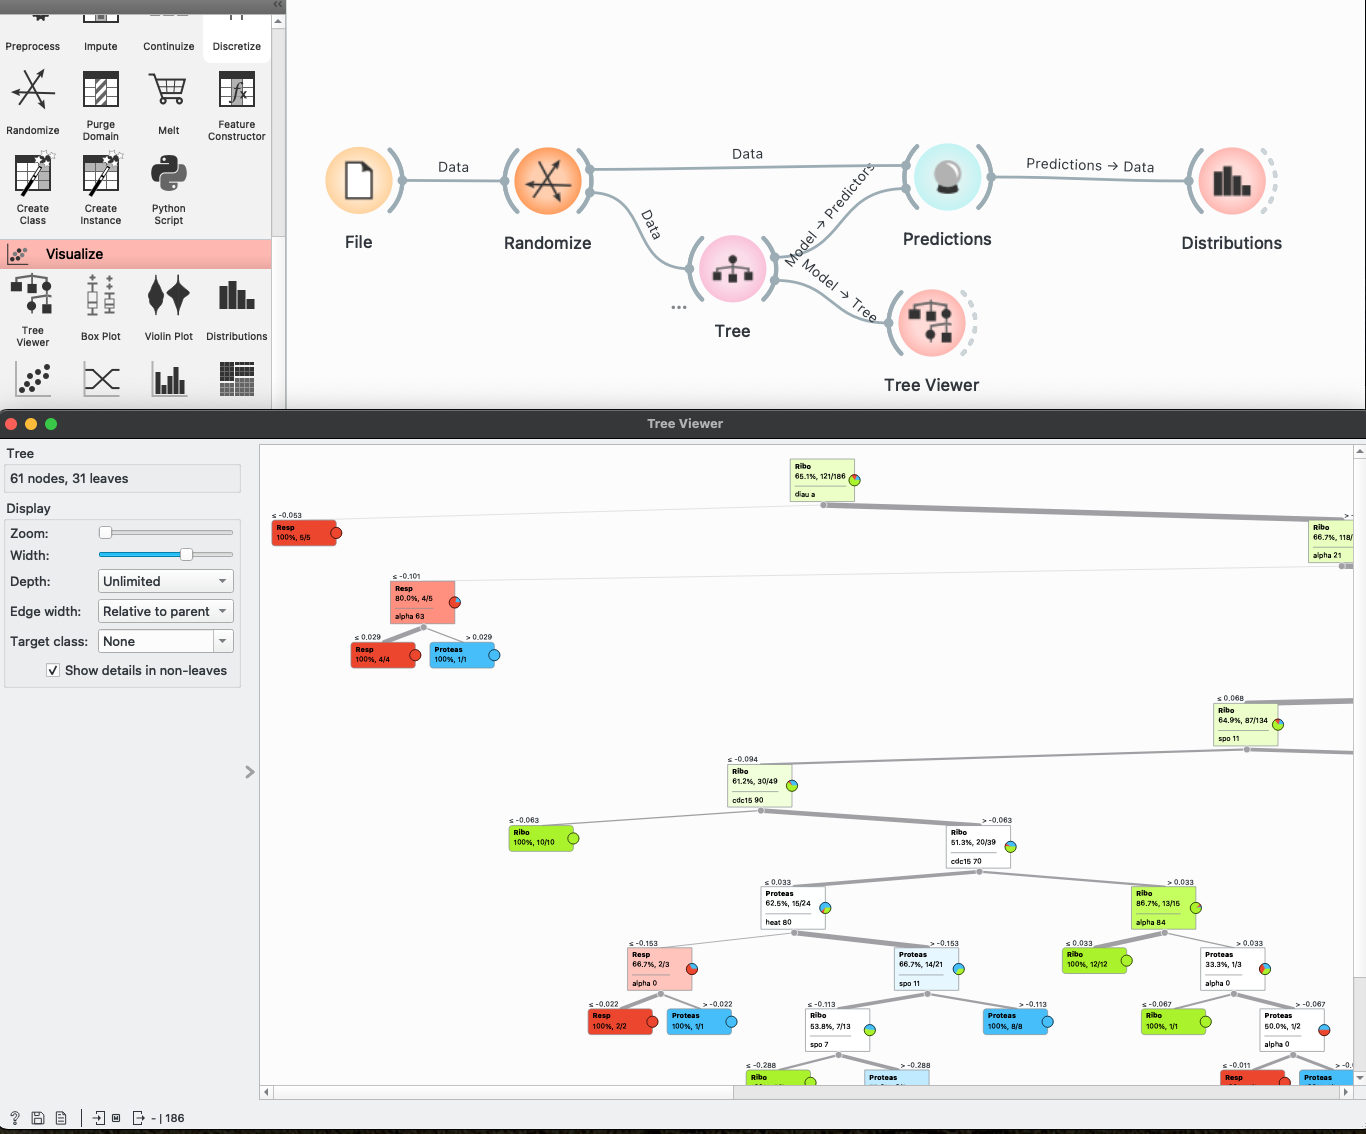 Preprocess
Impute
Continuize
Discretize
Randomize
Purge
Domain
Melt
Feature
Constructor
Create
Class
Create
Instance
Python
Script
Visualize
Tree
Viewer
Box Plot
Violin Plot
Distributions
File
Data
Randomize
Data
Data
Tree
Model → Predictors
Model → Tree
Predictions
Predictions → Data
Distributions
Tree Viewer
Tree Viewer
Tree
61 nodes, 31 leaves
Display
Zoom:
Width:
Depth:
Unlimited
Edge width:
Relative to parent
Target class:
None
Show details in non-leaves
Ribo
65.1%, 121/186
diau a
≤ -0.053
Resp
100%, 5/5
> -
Ribo
66.7%, 118/
alpha 21
≤ -0.101
Resp
80.0%, 4/5
alpha 63
≤ 0.029
Resp
100%, 4/4
> 0.029
Proteas
100%, 1/1
≤ 0.068
Ribo
64.9%, 87/134
spo 11
≤ -0.094
Ribo
61.2%, 30/49
cdc15 90
≤ -0.063
Ribo
100%, 10/10
> -0.063
Ribo
51.3%, 20/39
cdc15 70
≤ 0.033
Proteas
62.5%, 15/24
heat 80
> 0.033
Ribo
86.7%, 13/15
alpha 84
≤ -0.153
Resp
66.7%, 2/3
alpha 0
> -0.153
Proteas
66.7%, 14/21
spo 11
≤ 0.033
Ribo
100%, 12/12
> 0.033
Proteas
33.3%, 1/3
alpha 0
≤ -0.022
Resp
100%, 2/2
> -0.022
Proteas
100%, 1/1
≤ -0.113
Ribo
53.8%, 7/13
spo 7
> -0.113
Proteas
100%, 8/8
≤ -0.067
Ribo
100%, 1/1
> -0.067
Proteas
50.0%, 1/2
alpha 0
≤ -0.288
Ribo
> -0.288
Proteas
≤ -0.011
Resp
> -0.
Proteas
- | 186